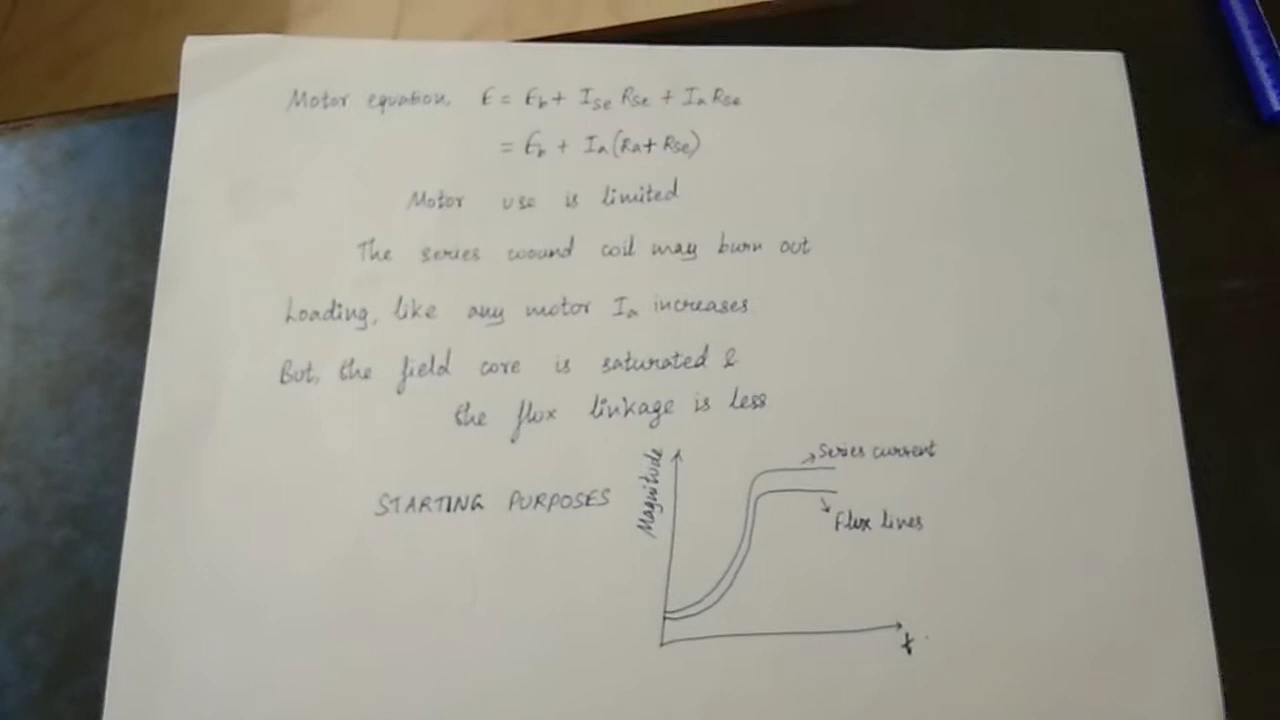 Motor equation, E = Eb + Ise Rse + Ia Rse
= Eb + Ia (Ra + Rse)
Motor use is limited
The series wound coil may burn out
Loading, like any motor Ia increases
But, the field core is saturated &
the flux linkage is less
STARTING PURPOSES
Magnitude
Series current
Flux lines
t